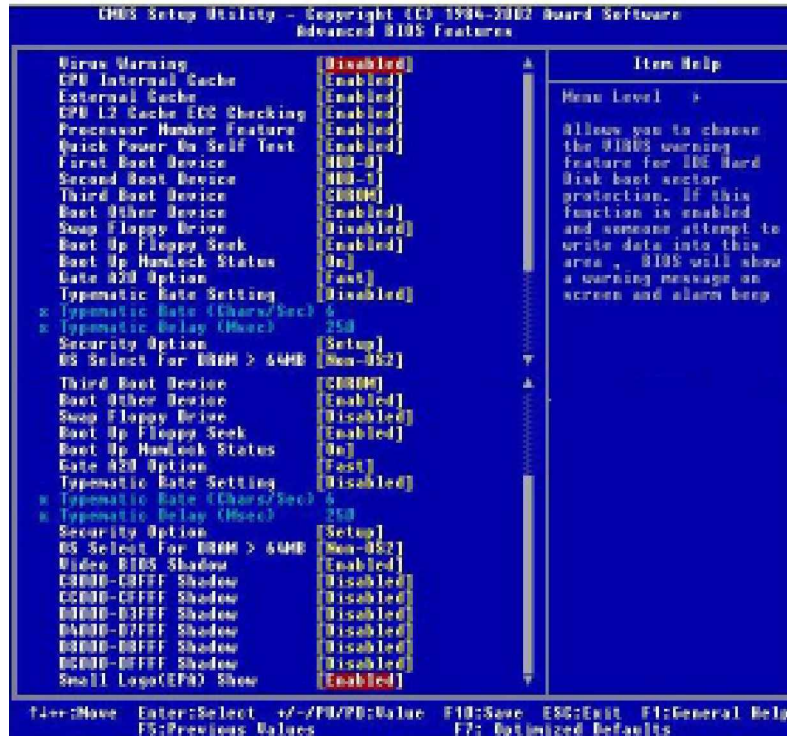 CMOS Setup Utility - Copyright (C) 1984-2002 Award Software
Advanced BIOS Features
Virus Warning [Disabled]
CPU Internal Cache [Enabled]
External Cache [Enabled]
CPU L2 Cache ECC Checking [Enabled]
Processor Number Feature [Enabled]
Quick Power On Self Test [Enabled]
First Boot Device [HDD-0]
Second Boot Device [HDD-1]
Third Boot Device [CDROM]
Boot Other Device [Enabled]
Swap Floppy Drive [Disabled]
Boot Up Floppy Seek [Enabled]
Boot Up NumLock Status [On]
Gate A20 Option [Fast]
Typematic Rate Setting [Disabled]
x Typematic Rate (Chars/Sec) 6
x Typematic Delay (Msec) 250
Security Option [Setup]
OS Select For DRAM > 64MB [Non-OS2]
Third Boot Device [CDROM]
Boot Other Device [Enabled]
Swap Floppy Drive [Disabled]
Boot Up Floppy Seek [Enabled]
Boot Up NumLock Status [On]
Gate A20 Option [Fast]
Typematic Rate Setting [Disabled]
x Typematic Rate (Chars/Sec) 6
x Typematic Delay (Msec) 250
Security Option [Setup]
OS Select For DRAM > 64MB [Non-OS2]
Video BIOS Shadow [Enabled]
C8000-CBFFF Shadow [Disabled]
CC000-CFFFF Shadow [Disabled]
D0000-D3FFF Shadow [Disabled]
D4000-D7FFF Shadow [Disabled]
D8000-DBFFF Shadow [Disabled]
DC000-DFFFF Shadow [Disabled]
Small Logo(EPA) Show [Enabled]
Item Help
Menu Level ▸
Allows you to choose
the VIRUS warning
feature for IDE Hard
Disk boot sector
protection. If this
function is enabled
and someone attempt to
write data into this
area , BIOS will show
a warning message on
screen and alarm beep
↑↓→←:Move Enter:Select +/-/PU/PD:Value F10:Save ESC:Exit F1:General Help
F5:Previous Values F7: Optimized Defaults